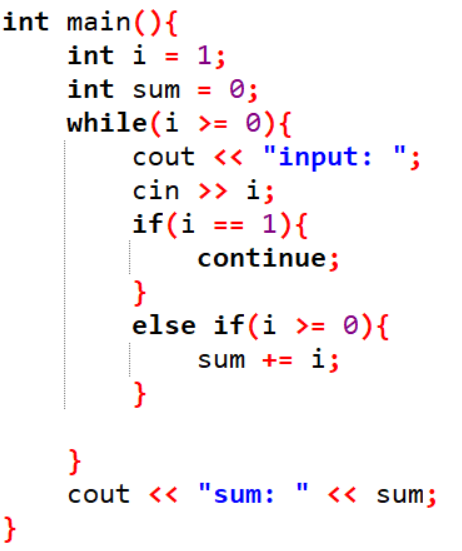 int main(){
    int i = 1;
    int sum = 0;
    while(i >= 0){
        cout << "input: ";
        cin >> i;
        if(i == 1){
            continue;
        }
        else if(i >= 0){
            sum += i;
        }

    }
    cout << "sum: " << sum;
}